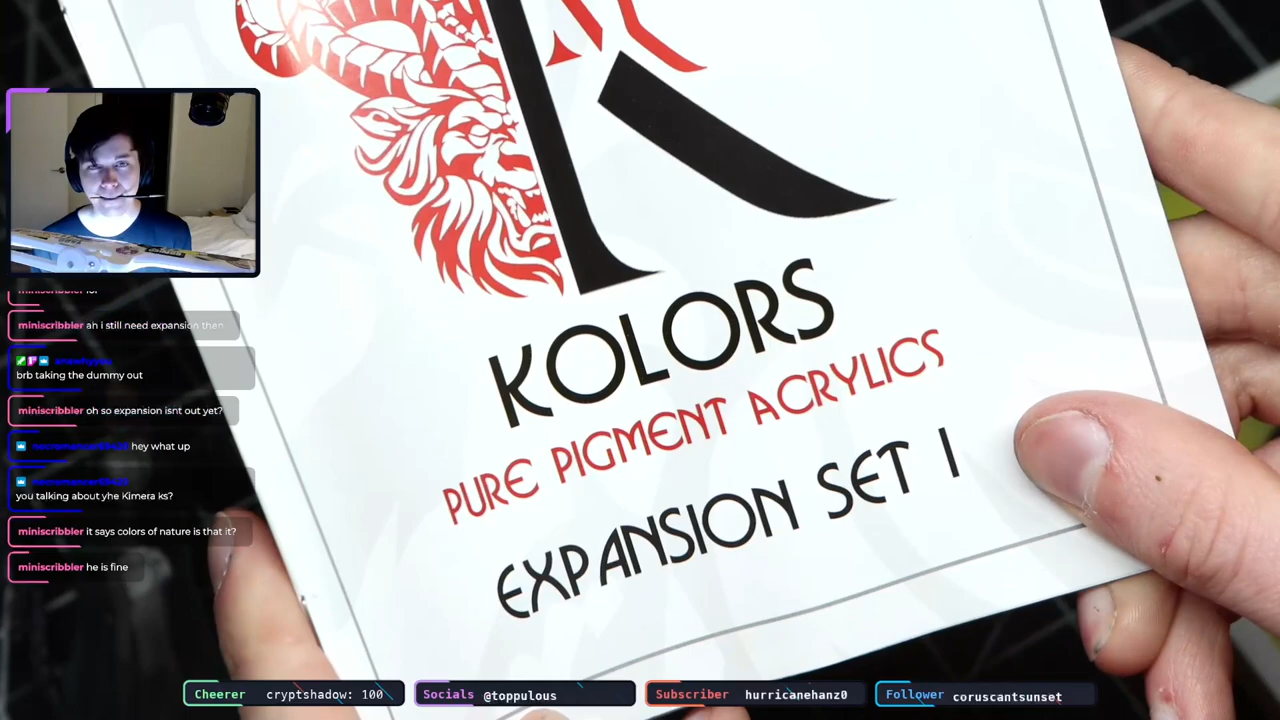 K
KOLORS
PURE PIGMENT ACRYLICS
EXPANSION SET 1
miniscribbler lol
miniscribbler ah i still need expansion then
brb taking the dummy out
miniscribbler oh so expansion isnt out yet?
hey what up
you talking about yhe Kimera ks?
miniscribbler it says colors of nature is that it?
miniscribbler he is fine
Cheerer cryptshadow: 100
Socials @toppulous
Subscriber hurricanehanz0
Follower coruscantsunset